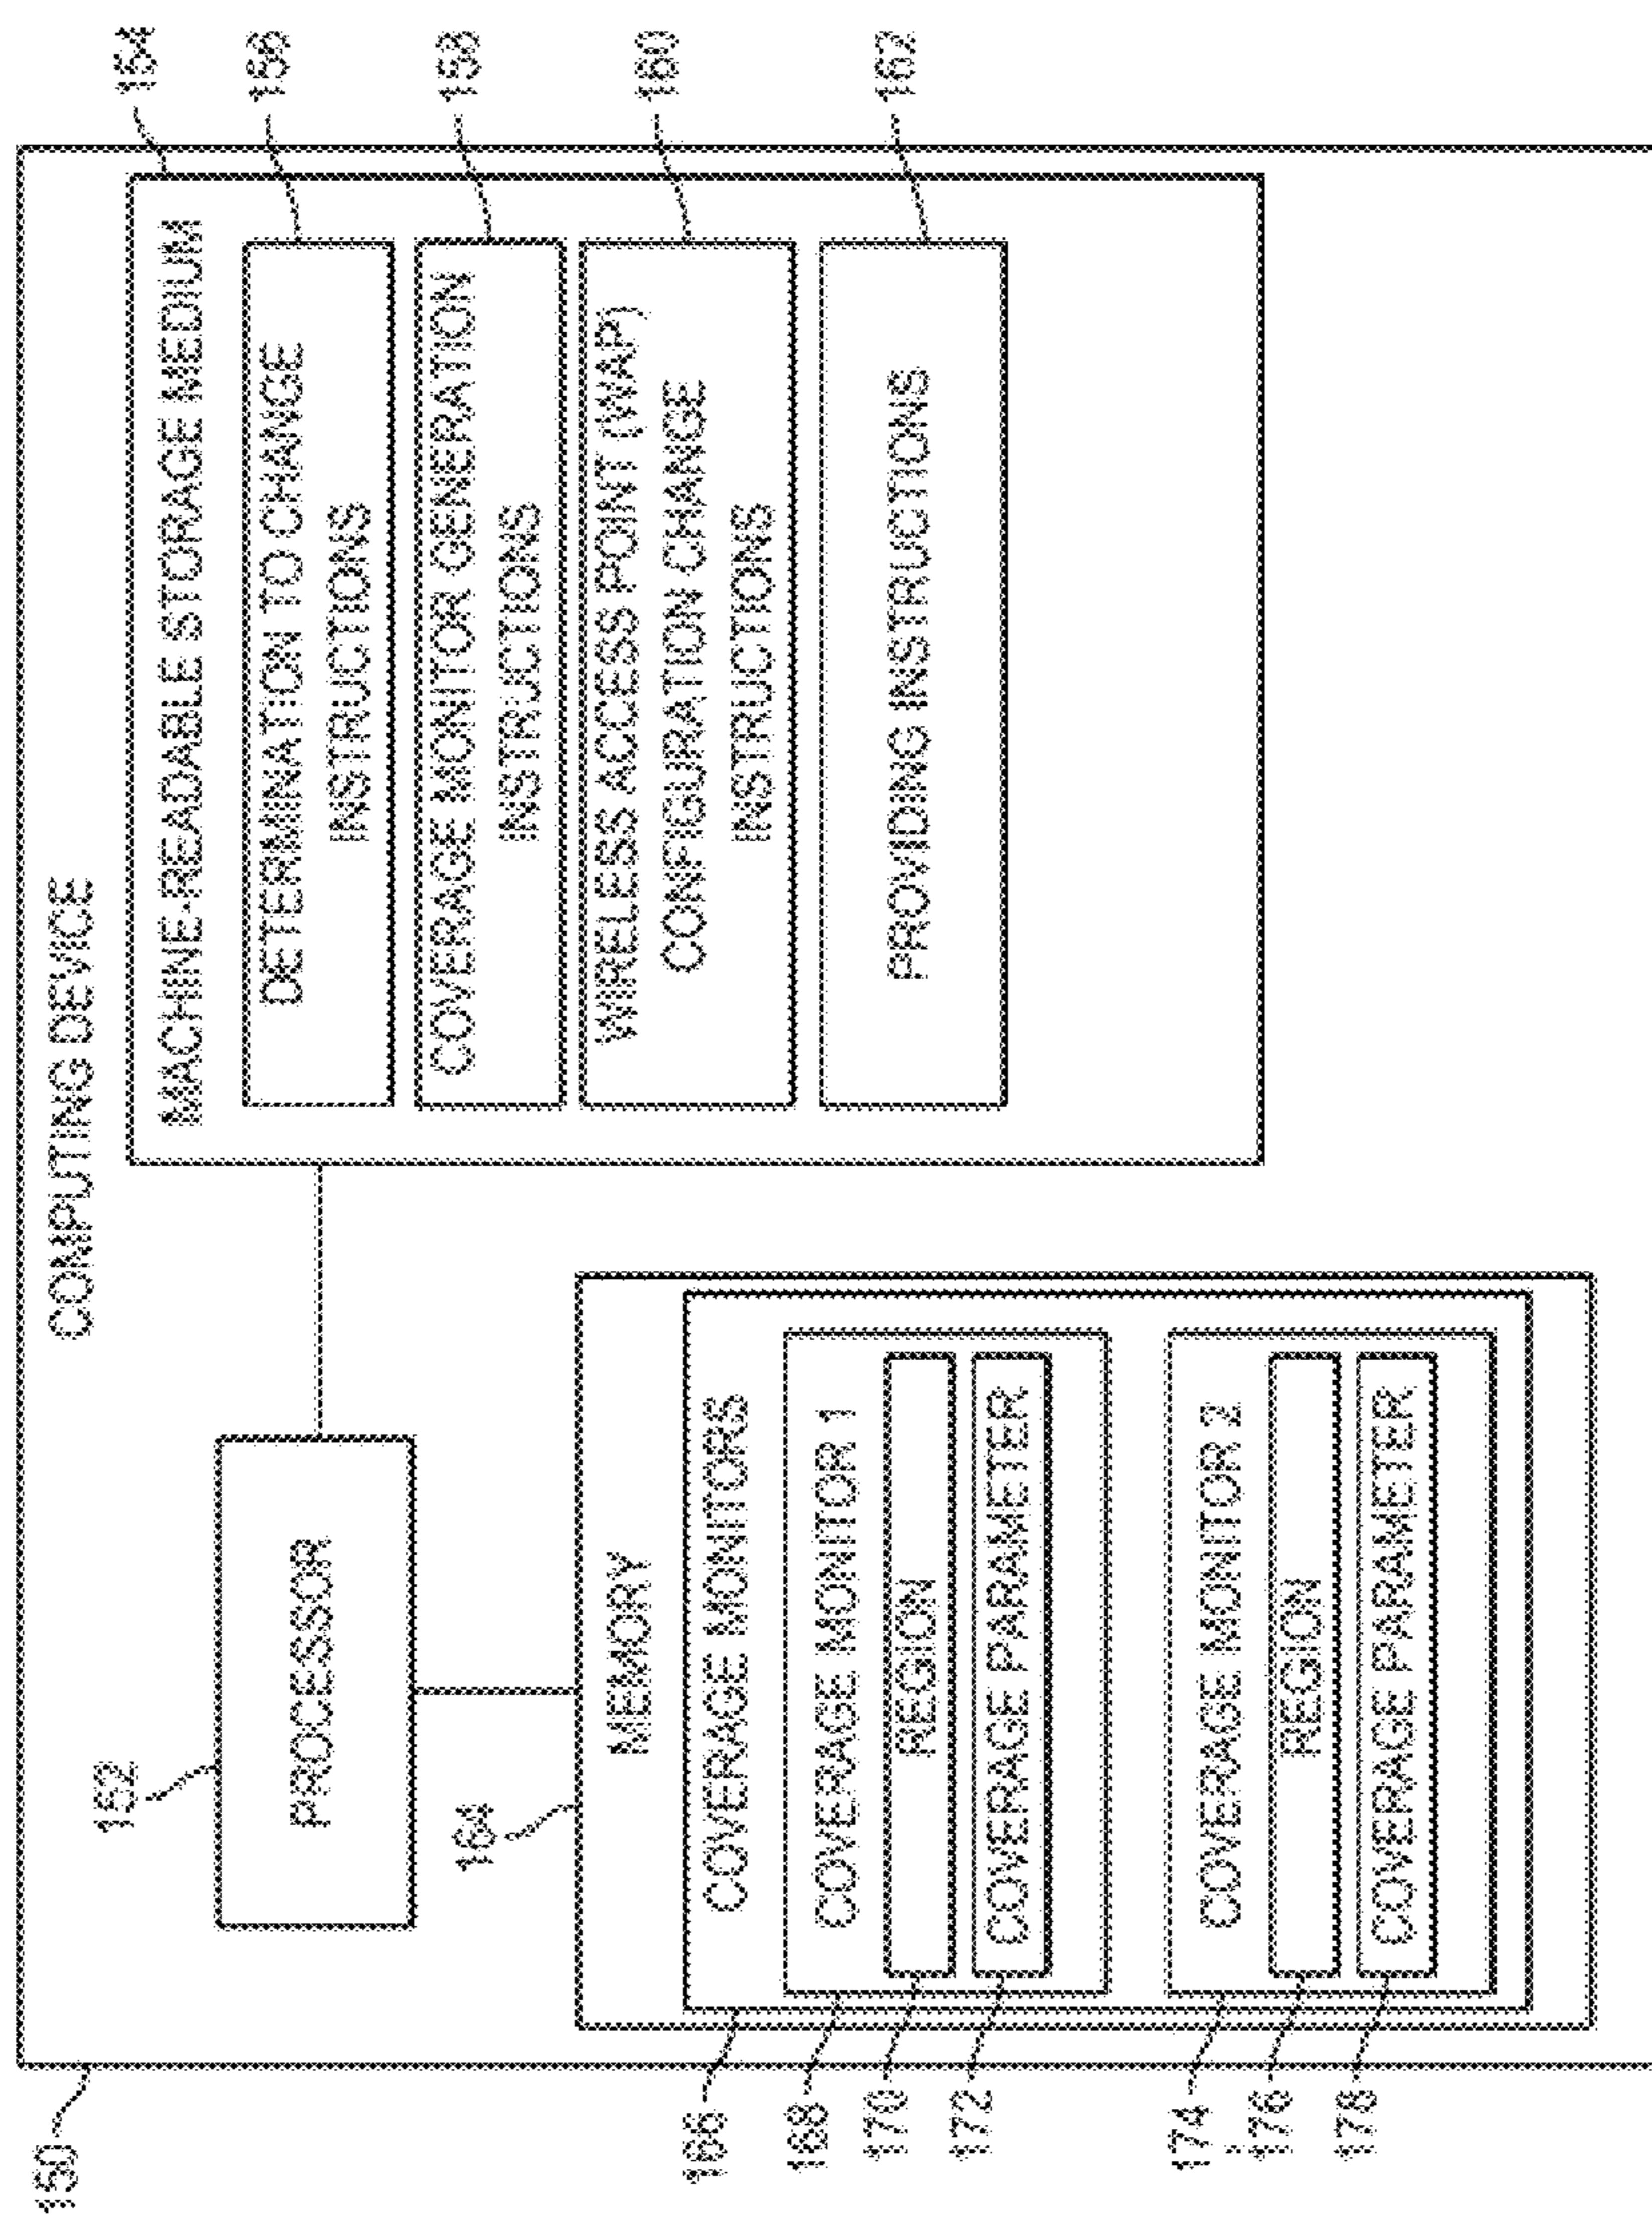 150
COMPUTING DEVICE
152
PROCESSOR
154
MACHINE-READABLE STORAGE MEDIUM
156
DETERMINATION TO CHANGE
INSTRUCTIONS
158
COVERAGE MONITOR GENERATION
INSTRUCTIONS
160
WIRELESS ACCESS POINT (WAP)
CONFIGURATION CHANGE
INSTRUCTIONS
162
PROVIDING INSTRUCTIONS
164
MEMORY
166
COVERAGE MONITORS
168
COVERAGE MONITOR 1
170
REGION
172
COVERAGE PARAMETER
174
COVERAGE MONITOR 2
176
REGION
178
COVERAGE PARAMETER